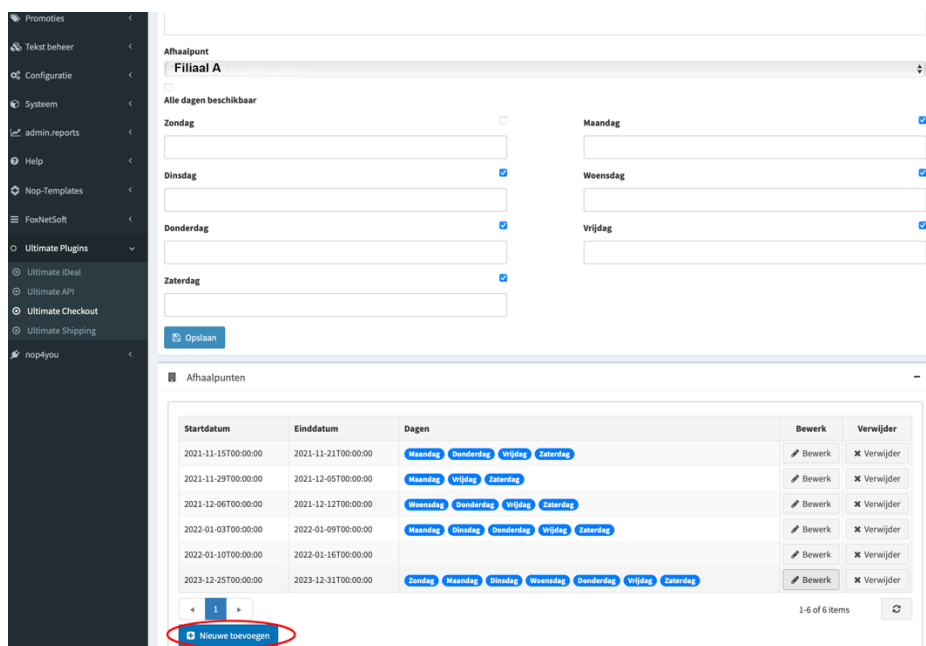 Promoties
Tekst beheer
Configuratie
Systeem
admin.reports
Help
Nop-Templates
FoxNetSoft
Ultimate Plugins
Ultimate iDeal
Ultimate API
Ultimate Checkout
Ultimate Shipping
nop4you
Afhaalpunt
Filiaal A
Alle dagen beschikbaar
Zondag Maandag
Dinsdag Woensdag
Donderdag Vrijdag
Zaterdag
Opslaan
Afhaalpunten
Startdatum Einddatum Dagen Bewerk Verwijder
2021-11-15T00:00:00 2021-11-21T00:00:00 Maandag Donderdag Vrijdag Zaterdag Bewerk Verwijder
2021-11-29T00:00:00 2021-12-05T00:00:00 Maandag Vrijdag Zaterdag Bewerk Verwijder
2021-12-06T00:00:00 2021-12-12T00:00:00 Woensdag Donderdag Vrijdag Zaterdag Bewerk Verwijder
2022-01-03T00:00:00 2022-01-09T00:00:00 Maandag Dinsdag Donderdag Vrijdag Zaterdag Bewerk Verwijder
2022-01-10T00:00:00 2022-01-16T00:00:00 Bewerk Verwijder
2023-12-25T00:00:00 2023-12-31T00:00:00 Zondag Maandag Dinsdag Woensdag Donderdag Vrijdag Zaterdag Bewerk Verwijder
1 1-6 of 6 items
Nieuwe toevoegen